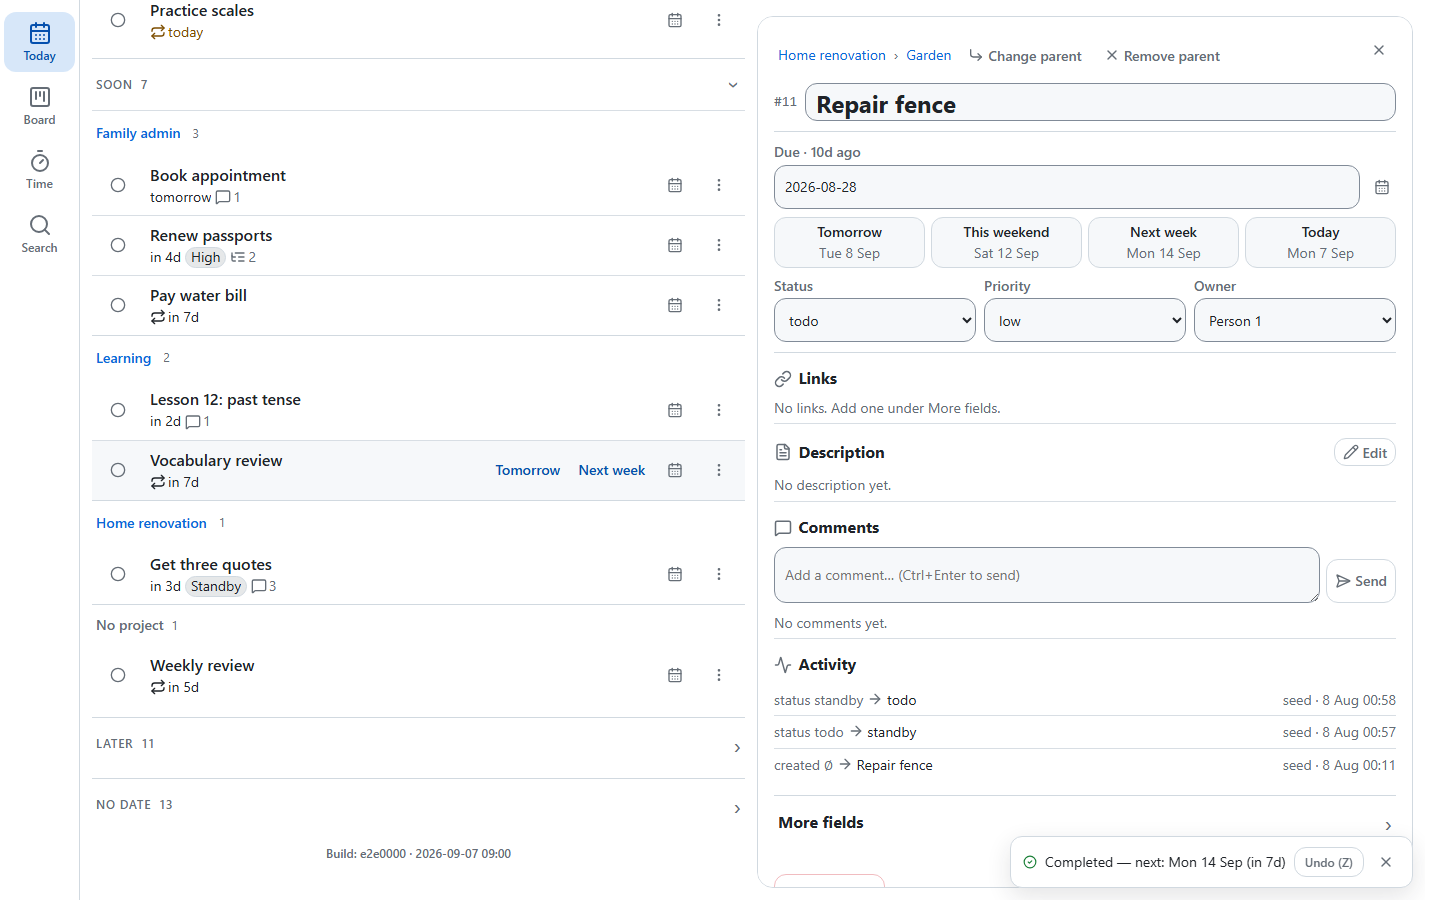 Today
Board
Time
Search
Practice scales
today
SOON 7
Family admin 3
Book appointment
tomorrow 1
Renew passports
in 4d High 2
Pay water bill
in 7d
Learning 2
Lesson 12: past tense
in 2d 1
Vocabulary review
in 7d
Tomorrow Next week
Home renovation 1
Get three quotes
in 3d Standby 3
No project 1
Weekly review
in 5d
LATER 11
NO DATE 13
Build: e2e0000 · 2026-09-07 09:00
Home renovation › Garden Change parent Remove parent
#11 Repair fence
Due · 10d ago
2026-08-28
Tomorrow
Tue 8 Sep
This weekend
Sat 12 Sep
Next week
Mon 14 Sep
Today
Mon 7 Sep
Status Priority Owner
todo low Person 1
Links
No links. Add one under More fields.
Description Edit
No description yet.
Comments
Add a comment... (Ctrl+Enter to send) Send
No comments yet.
Activity
status standby → todo seed · 8 Aug 00:58
status todo → standby seed · 8 Aug 00:57
created Ø → Repair fence seed · 8 Aug 00:11
More fields
Completed — next: Mon 14 Sep (in 7d) Undo (Z)